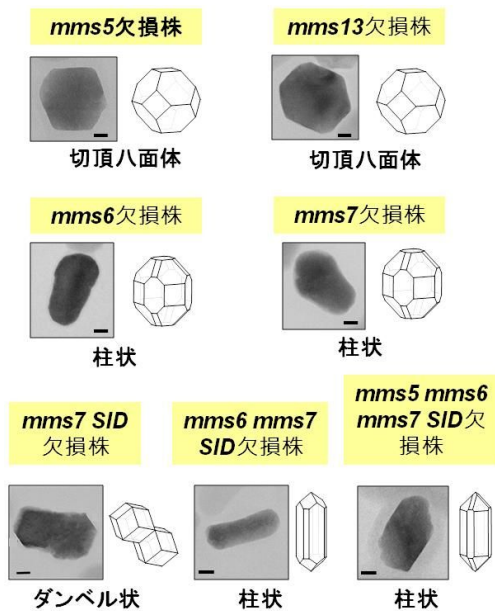 mms5欠損株
mms13欠損株
切頂八面体
切頂八面体
mms6欠損株
mms7欠損株
柱状
柱状
mms7 SID
欠損株
mms6 mms7
SID欠損株
mms5 mms6
mms7 SID欠
損株
ダンベル状
柱状
柱状